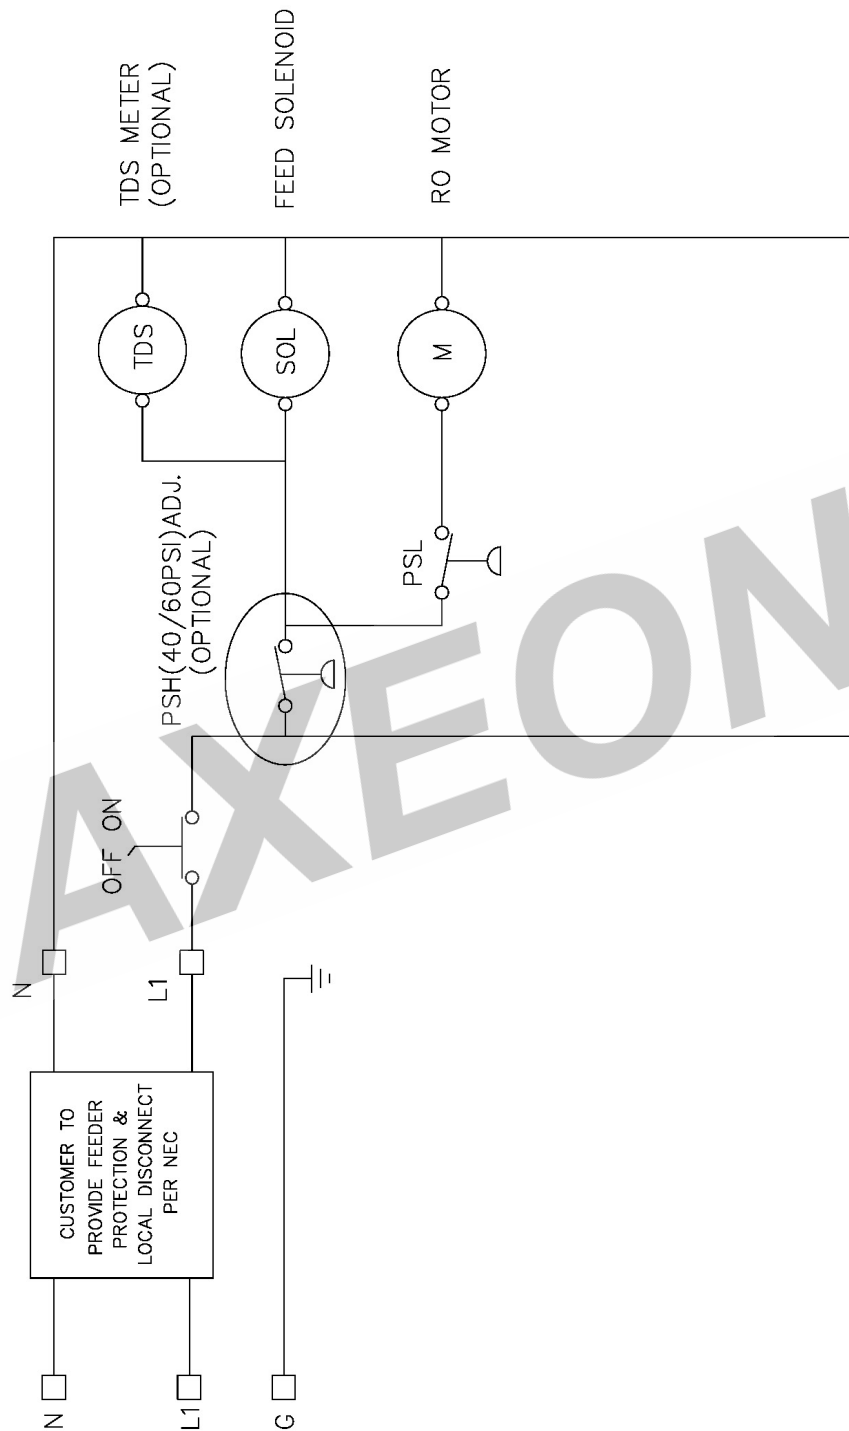 N
L1
G
CUSTOMER TO
PROVIDE FEEDER
PROTECTION &
LOCAL DISCONNECT
PER NEC
N
L1
OFF ON
PSH(40/60PSI)ADJ.
(OPTIONAL)
PSL
TDS
SOL
M
TDS METER
(OPTIONAL)
FEED SOLENOID
RO MOTOR
AXEON